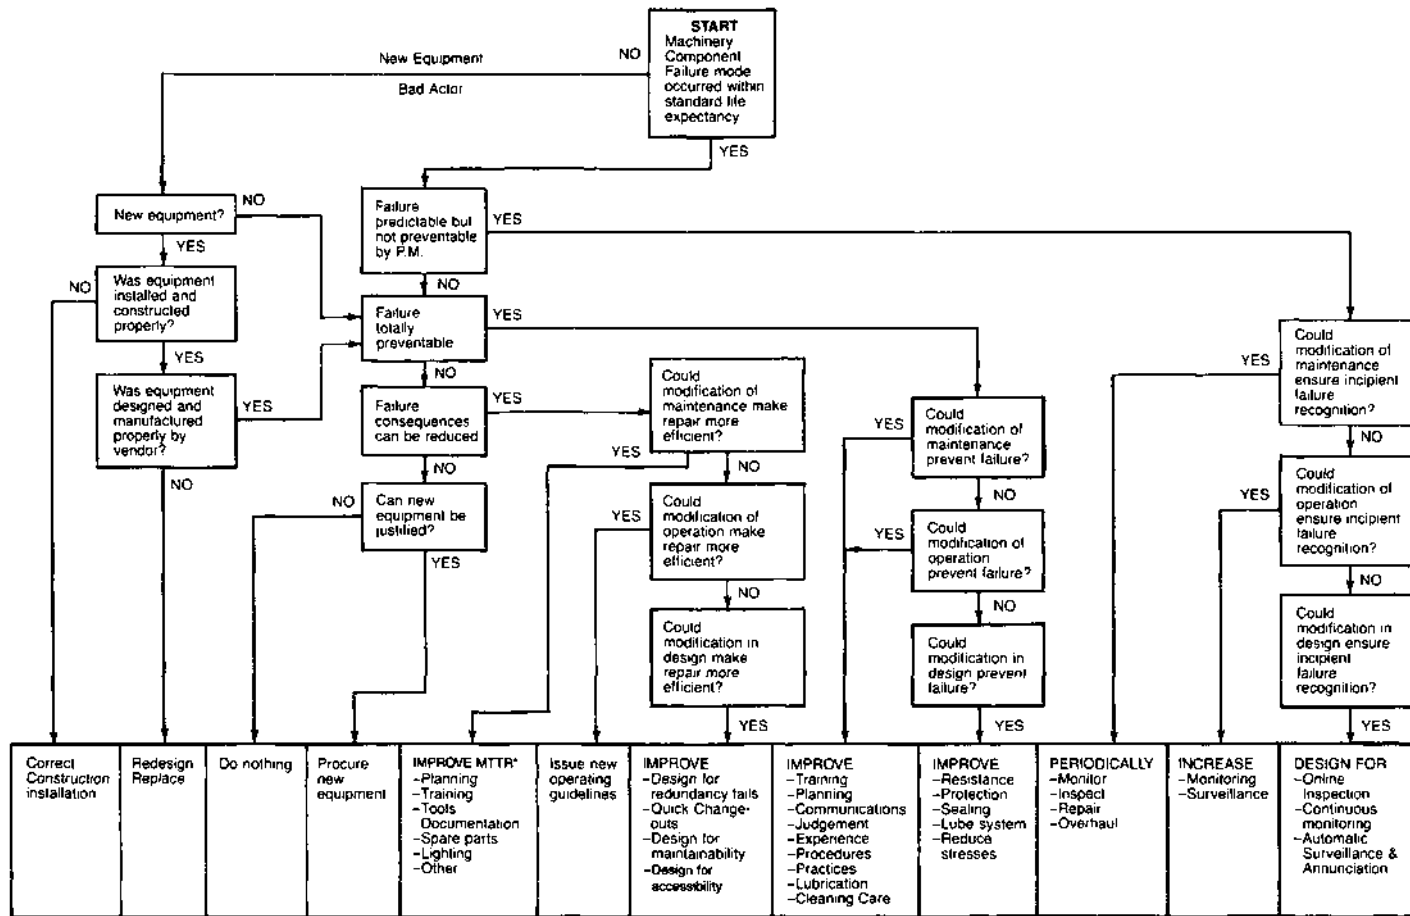 START
Machinery
Component
Failure mode
occurred within
standard life
expectancy
NO
New Equipment
Bad Actor
YES
New equipment?
NO
YES
Was equipment
installed and
constructed
properly?
NO
YES
Was equipment
designed and
manufactured
properly by
vendor?
YES
NO
Failure
predictable but
not preventable
by P.M.
YES
NO
Failure
totally
preventable
YES
NO
Failure
consequences
can be reduced
YES
NO
Can new
equipment be
justified?
NO
YES
Could
modification of
maintenance make
repair more
efficient?
YES
NO
Could
modification of
operation make
repair more
efficient?
YES
NO
Could
modification in
design make
repair more
efficient?
YES
Could
modification of
maintenance
prevent failure?
YES
NO
Could
modification of
operation
prevent failure?
YES
NO
Could
modification in
design prevent
failure?
YES
Could
modification of
maintenance
ensure incipient
failure
recognition?
YES
NO
Could
modification of
operation
ensure incipient
failure
recognition?
YES
NO
Could
modification in
design ensure
incipient
failure
recognition?
YES
Correct
Construction
installation
Redesign
Replace
Do nothing
Procure
new
equipment
IMPROVE MTTR*
–Planning
–Training
–Tools
Documentation
–Spare parts
–Lighting
–Other
Issue new
operating
guidelines
IMPROVE
–Design for
redundancy fails
–Quick Change-
outs
–Design for
maintainability
–Design for
accessibility
IMPROVE
–Training
–Planning
–Communications
–Judgement
–Experience
–Procedures
–Practices
–Lubrication
–Cleaning Care
IMPROVE
–Resistance
–Protection
–Sealing
–Lube system
–Reduce
stresses
PERIODICALLY
–Monitor
–Inspect
–Repair
–Overhaul
INCREASE
–Monitoring
–Surveillance
DESIGN FOR
–Online
Inspection
–Continuous
monitoring
–Automatic
Surveillance &
Annunciation